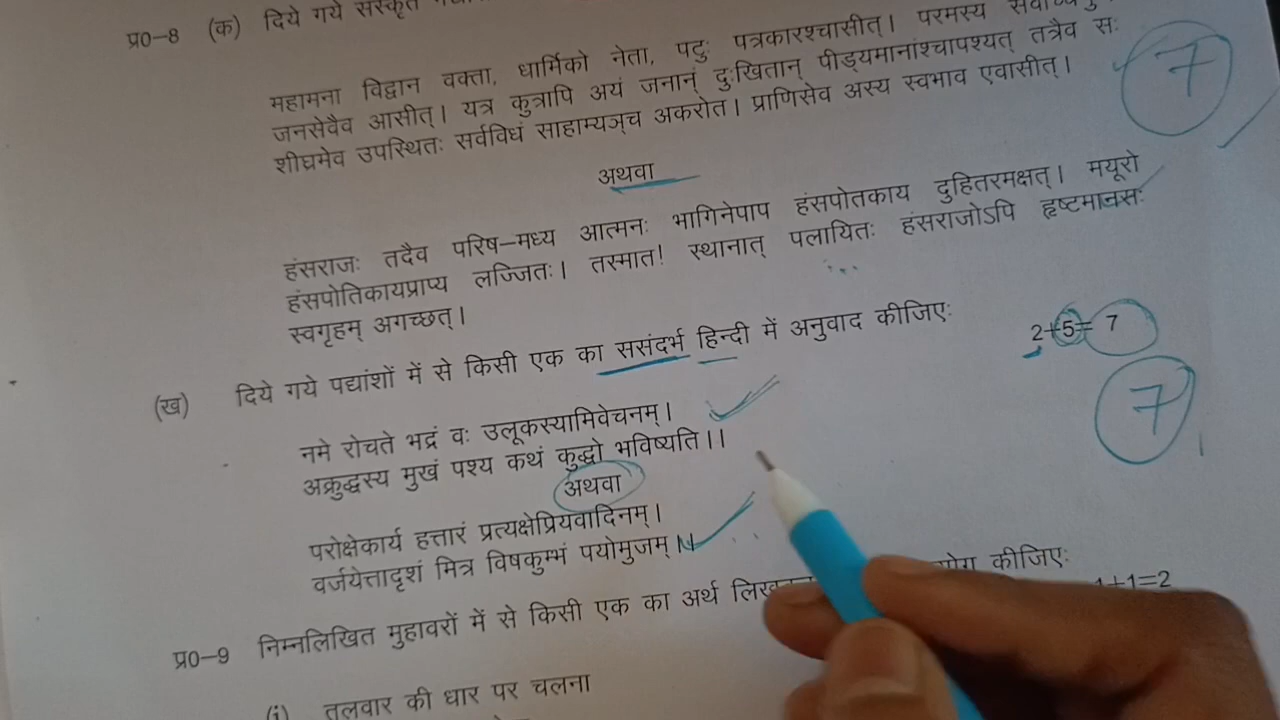 प्र0–8 (क) दिये गये संस्कृत
महामना विद्वान वक्ता, धार्मिको नेता, पटुः पत्रकारश्चासीत्। परमस्य
जनसेवैव आसीत्। यत्र कुत्रापि अयं जनानं दुःखितान् पीड्यमानांश्चापश्यत् तत्रैव सः
शीघ्रमेव उपस्थितः सर्वविधं साहाम्यञ्च अकरोत। प्राणिसेव अस्य स्वभाव एवासीत्।
7
अथवा
हंसराजः तदैव परिष–मध्य आत्मनः भागिनेपाप हंसपोतकाय दुहितरमक्षत्। मयूरो
हंसपोतिकायप्राप्य लज्जितः। तस्मात! स्थानात् पलायितः हंसराजोऽपि हृष्टमानसः
स्वगृहम् अगच्छत्।
(ख) दिये गये पद्यांशों में से किसी एक का ससंदर्भ हिन्दी में अनुवाद कीजिएः 2+5= 7
7
नमे रोचते भद्रं वः उलूकस्याभिवेचनम्।
अक्रुद्धस्य मुखं पश्य कथं कुद्धो भविष्यति।।
अथवा
परोक्षेकार्य हत्तारं प्रत्यक्षेप्रियवादिनम्।
वर्जयेत्तादृशं मित्र विषकुम्भं पयोमुजम्।।
प्र0–9 निम्नलिखित मुहावरों में से किसी एक का अर्थ कीजिएः 1+1=2
(i) तलवार की धार पर चलना